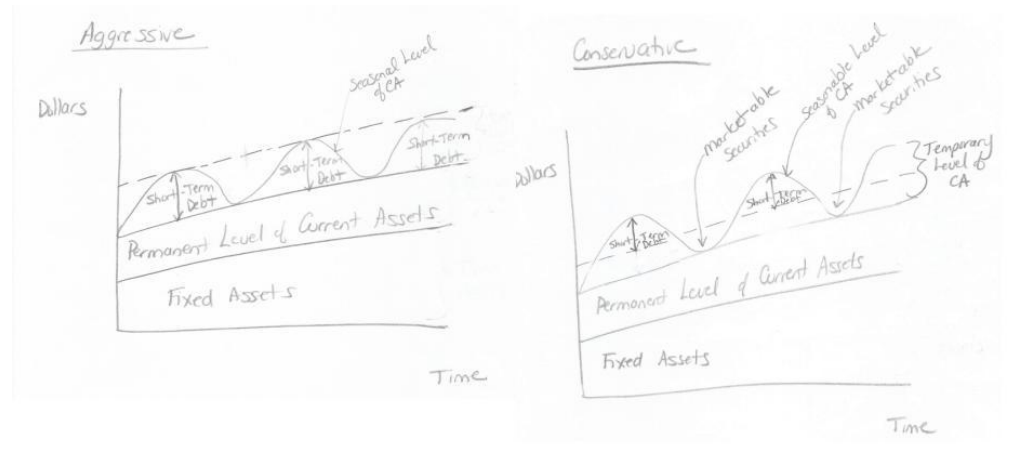 Aggressive
Dollars
Seasonal Level
of CA
Short-Term
Debt
Short-Term
Debt
Short-Term
Debt.
Permanent Level of Current Assets
Fixed Assets
Time
Conservative
Dollars
marketable
securities
seasonable Level
of CA
marketable
securities
Temporary
Level of
CA
Short-Term
Debt
Short-Term
Debt
Permanent Level of Current Assets
Fixed Assets
Time